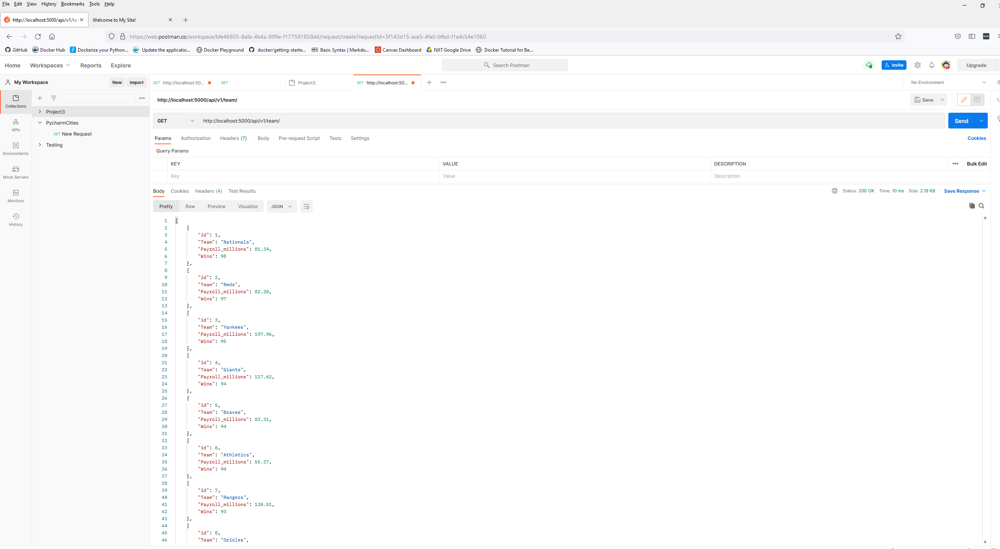 File Edit View History Bookmarks Tools Help
http://localhost:5000/api/v1/tea
Welcome to My Site!
https://web.postman.co/workspace/bfe46805-8afa-4b4a-899e-f177591858d4/request/create?requestId=5f143d15-ace5-4fa0-bfbd-f1e4c54e1060
GitHub Docker Hub Dockerize your Python... Update the applicatio... Docker Playground docker/getting-starte... Basic Syntax | Markdo... Canvas Dashboard NJIT Google Drive Docker Tutorial for Be...
Home Workspaces Reports Explore Search Postman Invite Upgrade
My Workspace New Import GET http://localhost:50... GET Project3 GET http://localhost:50... No Environment
Collections
APIs
Environments
Mock Servers
Monitors
History
Project3
PycharmCities
GET New Request
Testing
http://localhost:5000/api/v1/team/ Save
GET http://localhost:5000/api/v1/team/ Send
Params Authorization Headers (7) Body Pre-request Script Tests Settings Cookies
Query Params
KEY VALUE DESCRIPTION Bulk Edit
Key Value Description
Body Cookies Headers (4) Test Results Status: 200 OK Time: 10 ms Size: 2.19 KB Save Response
Pretty Raw Preview Visualize JSON
1 [
2 {
3 "id": 1,
4 "Team": "Nationals",
5 "Payroll_millions": 81.34,
6 "Wins": 98
7 },
8 {
9 "id": 2,
10 "Team": "Reds",
11 "Payroll_millions": 82.20,
12 "Wins": 97
13 },
14 {
15 "id": 3,
16 "Team": "Yankees",
17 "Payroll_millions": 197.96,
18 "Wins": 95
19 },
20 {
21 "id": 4,
22 "Team": "Giants",
23 "Payroll_millions": 117.62,
24 "Wins": 94
25 },
26 {
27 "id": 5,
28 "Team": "Braves",
29 "Payroll_millions": 83.31,
30 "Wins": 94
31 },
32 {
33 "id": 6,
34 "Team": "Athletics",
35 "Payroll_millions": 55.37,
36 "Wins": 94
37 },
38 {
39 "id": 7,
40 "Team": "Rangers",
41 "Payroll_millions": 120.51,
42 "Wins": 93
43 },
44 {
45 "id": 8,
46 "Team": "Orioles",